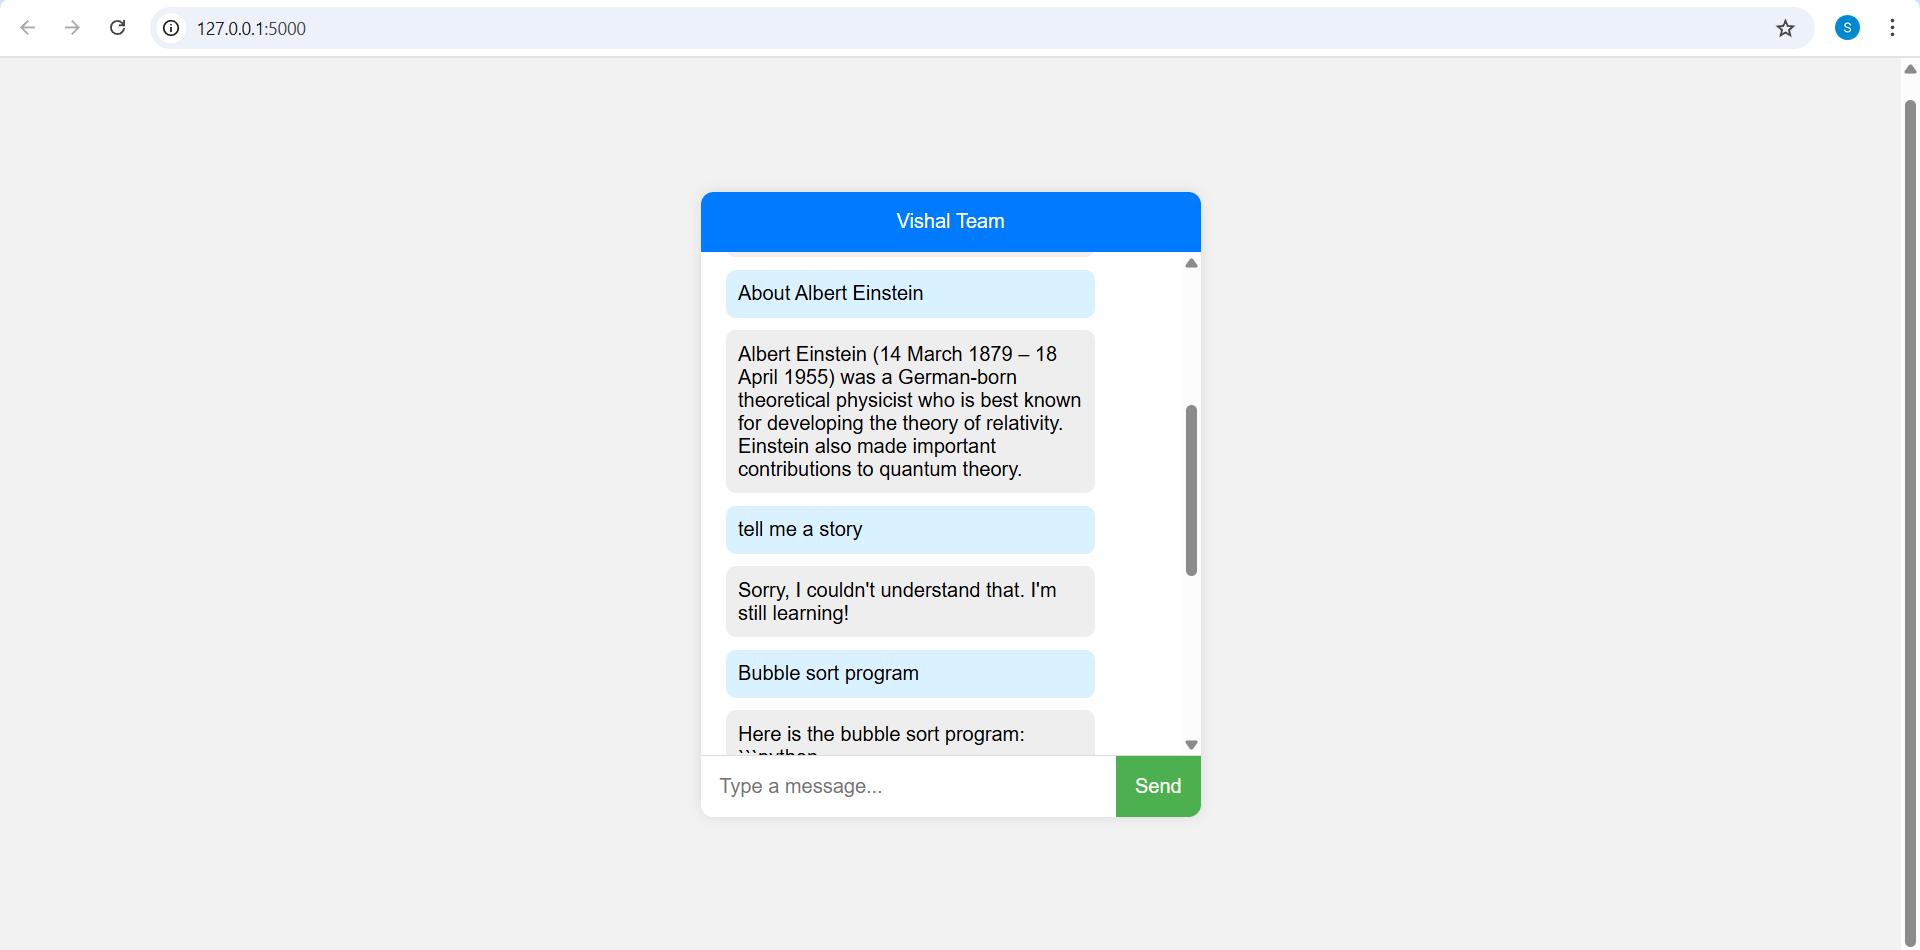 127.0.0.1:5000
S
Vishal Team
About Albert Einstein
Albert Einstein (14 March 1879 – 18
April 1955) was a German-born
theoretical physicist who is best known
for developing the theory of relativity.
Einstein also made important
contributions to quantum theory.
tell me a story
Sorry, I couldn't understand that. I'm
still learning!
Bubble sort program
Here is the bubble sort program:
```python
Type a message...
Send